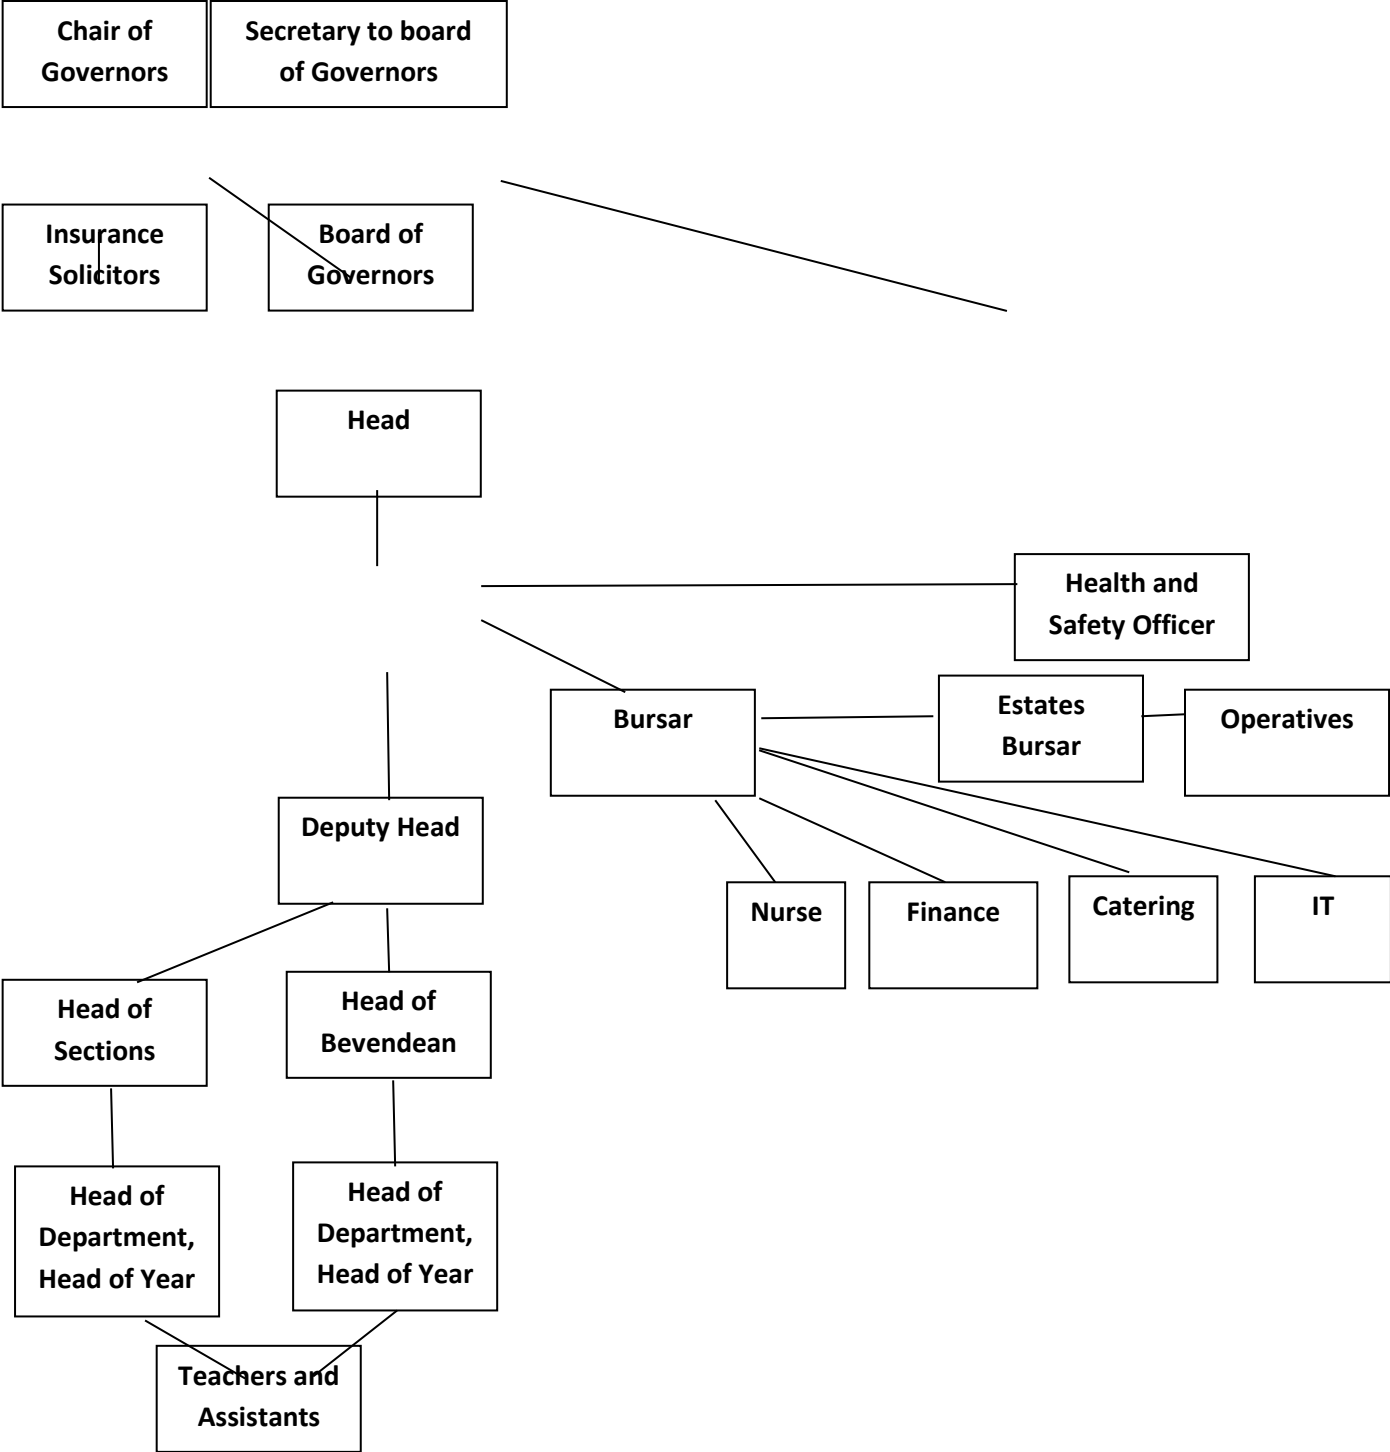 Chair of
Governors
Secretary to board
of Governors
Insurance
Solicitors
Board of
Governors
Head
Health and
Safety Officer
Bursar
Estates
Bursar
Operatives
Deputy Head
Nurse
Finance
Catering
IT
Head of
Sections
Head of
Bevendean
Head of
Department,
Head of Year
Head of
Department,
Head of Year
Teachers and
Assistants